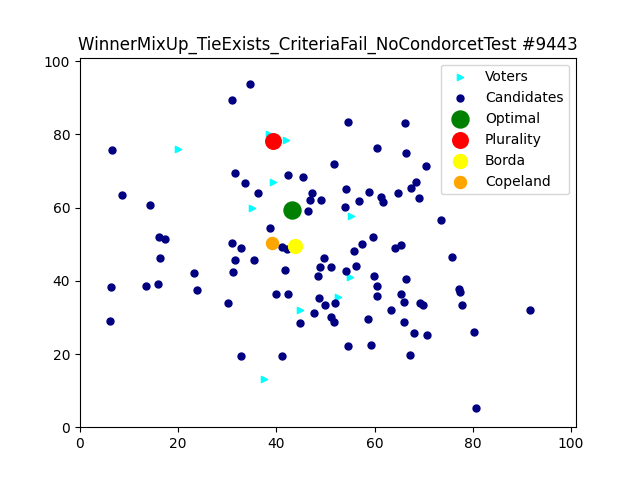 WinnerMixUp_TieExists_CriteriaFail_NoCondorcetTest #9443
100
80
60
40
20
0
0 20 40 60 80 100
Voters
Candidates
Optimal
Plurality
Borda
Copeland